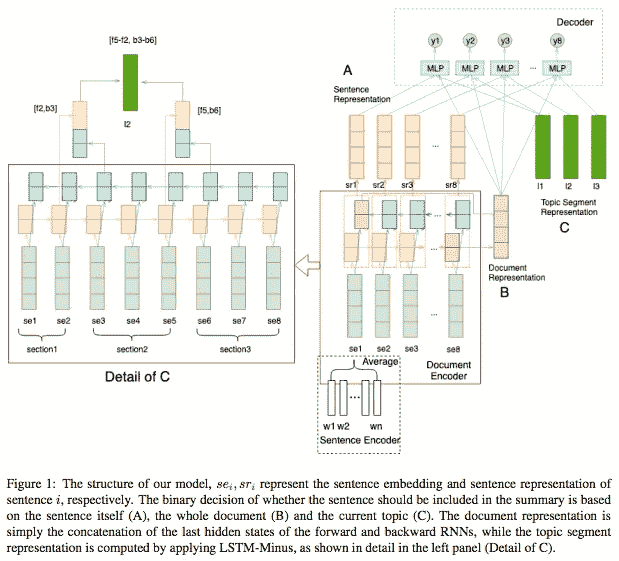 [f5-f2, b3-b6]
l2
[f2,b3]
[f5,b6]
se1 se2 se3 se4 se5 se6 se7 se8
section1 section2 section3
Detail of C
Decoder
y1 y2 y3 y8
MLP MLP MLP ... MLP
A
Sentence
Representation
...
sr1 sr2 sr3 sr8
l1 l2 l3
Topic Segment
Representation
C
...
...
Document
Representation
B
...
se1 se2 se3 se8
Average
Document
Encoder
w1 w2 ... wn
Sentence Encoder
Figure 1: The structure of our model, seᵢ, srᵢ represent the sentence embedding and sentence representation of
sentence i, respectively. The binary decision of whether the sentence should be included in the summary is based
on the sentence itself (A), the whole document (B) and the current topic (C). The document representation is
simply the concatenation of the last hidden states of the forward and backward RNNs, while the topic segment
representation is computed by applying LSTM-Minus, as shown in detail in the left panel (Detail of C).